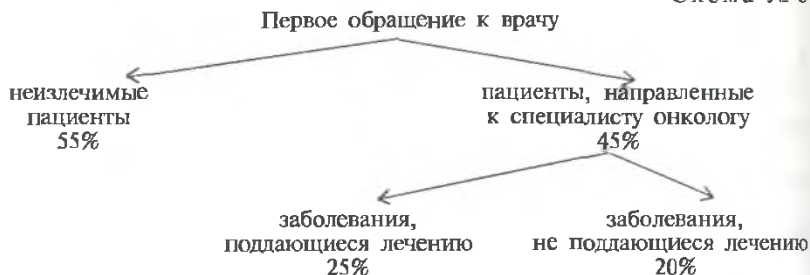 Схема
Первое обращение к врачу
неизлечимые
пациенты
55%
пациенты, направленные
к специалисту онкологу
45%
заболевания,
поддающиеся лечению
25%
заболевания,
не поддающиеся лечению
20%